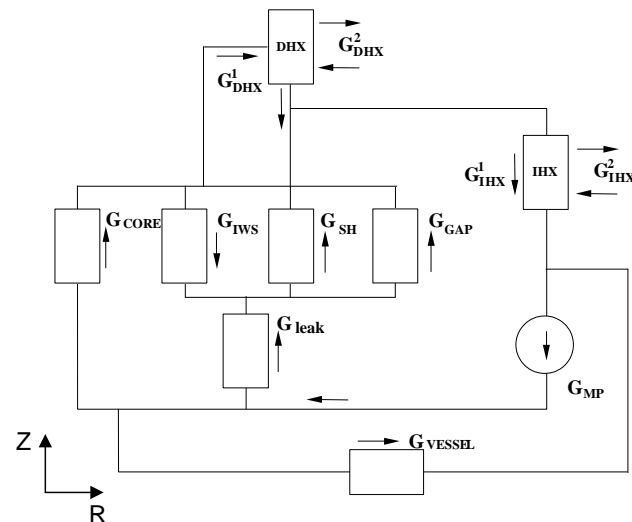 DHX
G²DHX
G¹DHX
G¹IHX
IHX
G²IHX
GCORE
GIWS
GSH
GGAP
Gleak
GMP
GVESSEL
Z
R